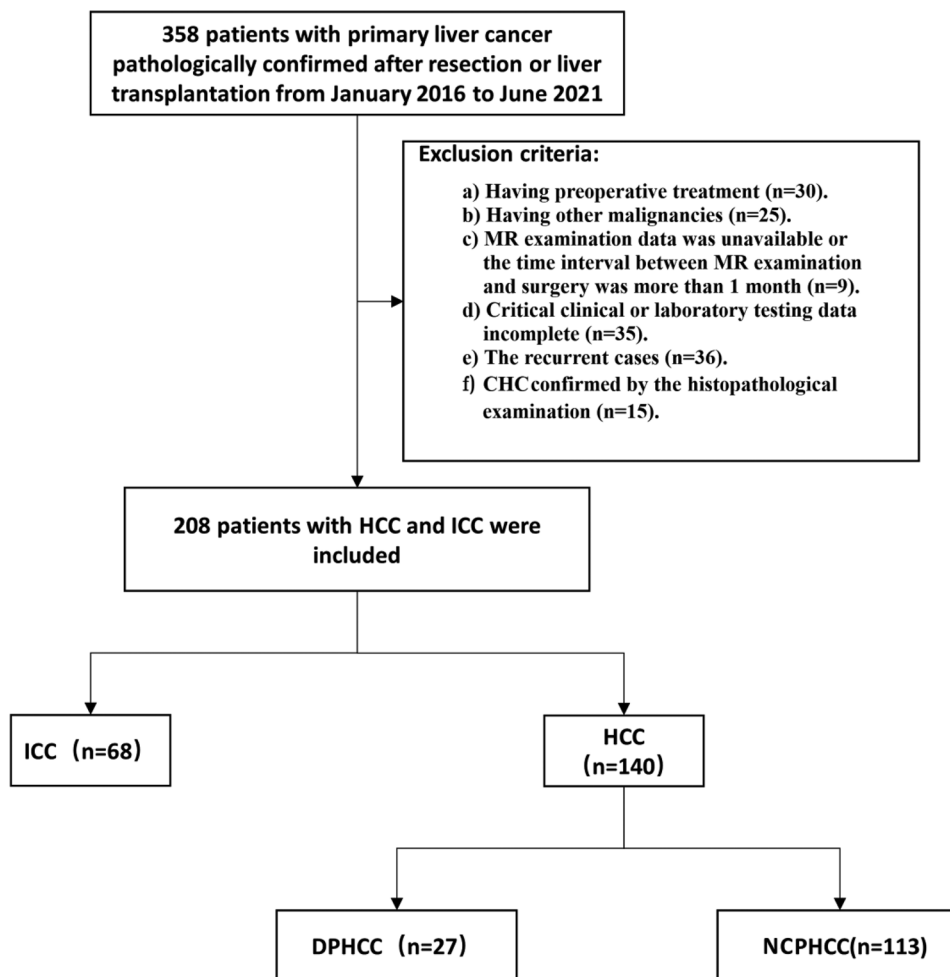 358 patients with primary liver cancer
pathologically confirmed after resection or liver
transplantation from January 2016 to June 2021
Exclusion criteria:
a) Having preoperative treatment (n=30).
b) Having other malignancies (n=25).
c) MR examination data was unavailable or
the time interval between MR examination
and surgery was more than 1 month (n=9).
d) Critical clinical or laboratory testing data
incomplete (n=35).
e) The recurrent cases (n=36).
f) CHC confirmed by the histopathological
examination (n=15).
208 patients with HCC and ICC were
included
ICC （n=68)
HCC
（n=140)
DPHCC （n=27)
NCPHCC(n=113)